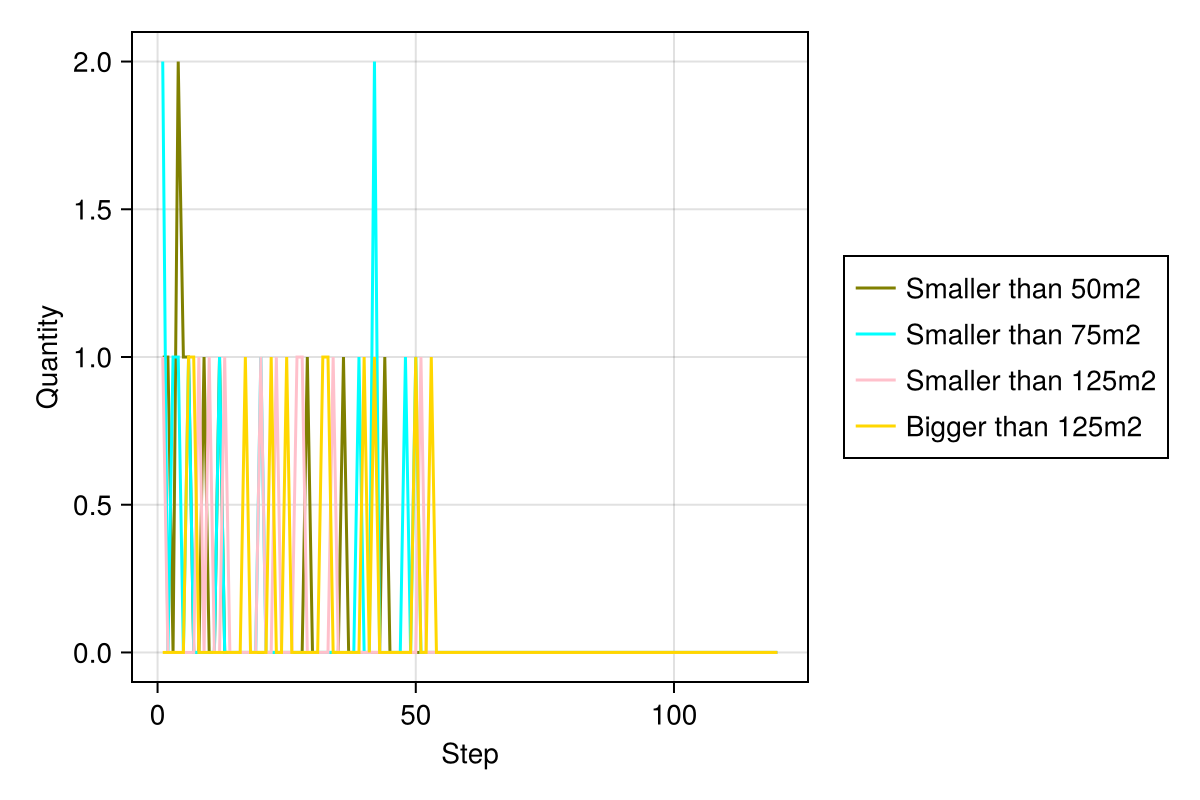 2.0
1.5
1.0
0.5
0.0
Quantity
0
50
100
Step
Smaller than 50m2
Smaller than 75m2
Smaller than 125m2
Bigger than 125m2